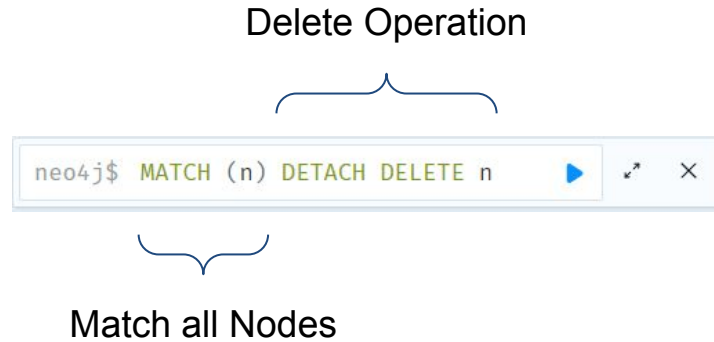 Delete Operation
neo4j$ MATCH (n) DETACH DELETE n
Match all Nodes